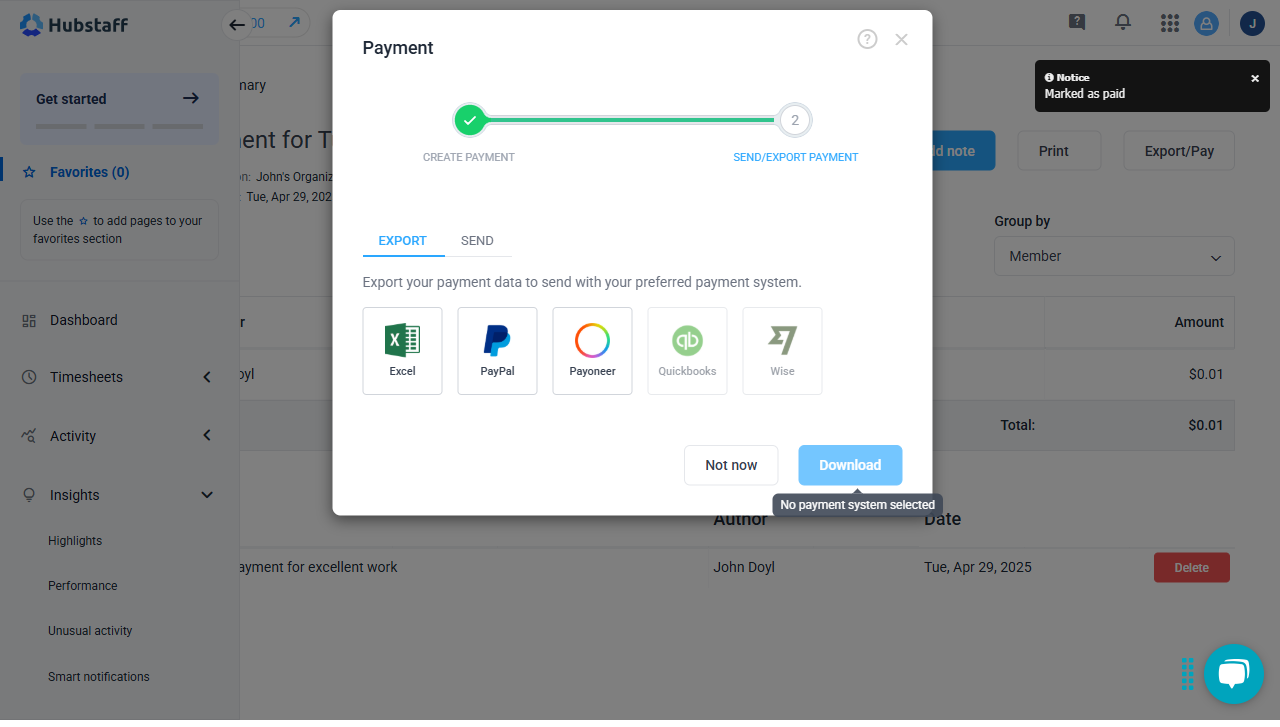 Hubstaff
00
J
Get started
Favorites (0)
Use the ☆ to add pages to your
favorites section
Dashboard
Timesheets
Activity
Insights
Highlights
Performance
Unusual activity
Smart notifications
mary
ent for T
on: John's Organiz
: Tue, Apr 29, 202
Payment
?
2
CREATE PAYMENT
SEND/EXPORT PAYMENT
EXPORT
SEND
Export your payment data to send with your preferred payment system.
Excel
PayPal
Payoneer
qb
Quickbooks
Wise
Not now
Download
No payment system selected
Notice
Marked as paid
dd note
Print
Export/Pay
Group by
Member
r
Amount
oyl
$0.01
Total:
$0.01
Author
Date
ayment for excellent work
John Doyl
Tue, Apr 29, 2025
Delete